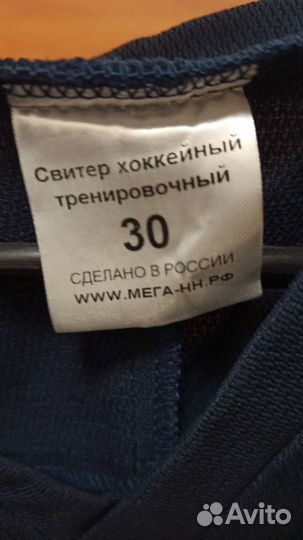 Свитер хоккейный
тренировочный
30
СДЕЛАНО В РОССИИ
WWW.МЕГА-НН.РФ
Avito